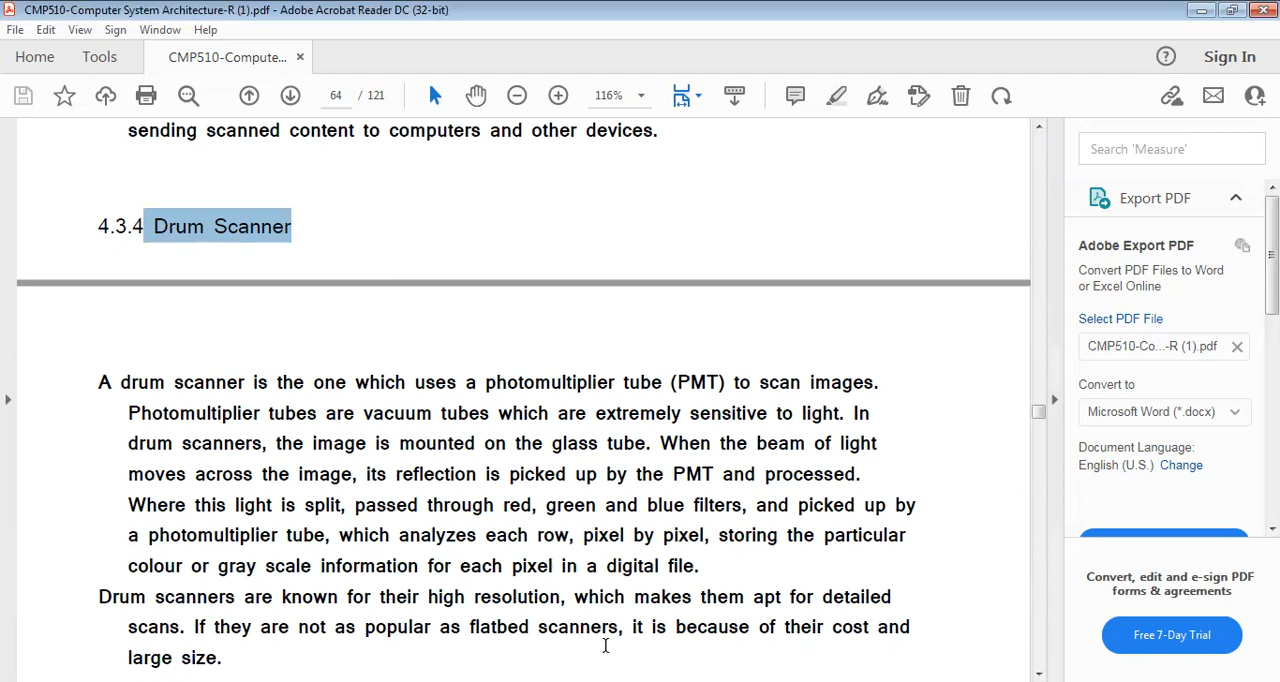 CMP510-Computer System Architecture-R (1).pdf - Adobe Acrobat Reader DC (32-bit)
File Edit View Sign Window Help
Home Tools CMP510-Compute... × Sign In
64 / 121 116%
sending scanned content to computers and other devices.
4.3.4 Drum Scanner
A drum scanner is the one which uses a photomultiplier tube (PMT) to scan images.
Photomultiplier tubes are vacuum tubes which are extremely sensitive to light. In
drum scanners, the image is mounted on the glass tube. When the beam of light
moves across the image, its reflection is picked up by the PMT and processed.
Where this light is split, passed through red, green and blue filters, and picked up by
a photomultiplier tube, which analyzes each row, pixel by pixel, storing the particular
colour or gray scale information for each pixel in a digital file.
Drum scanners are known for their high resolution, which makes them apt for detailed
scans. If they are not as popular as flatbed scanners, it is because of their cost and
large size.
Search 'Measure'
Export PDF
Adobe Export PDF
Convert PDF Files to Word
or Excel Online
Select PDF File
CMP510-Co...-R (1).pdf
Convert to
Microsoft Word (*.docx)
Document Language:
English (U.S.) Change
Convert, edit and e-sign PDF
forms & agreements
Free 7-Day Trial